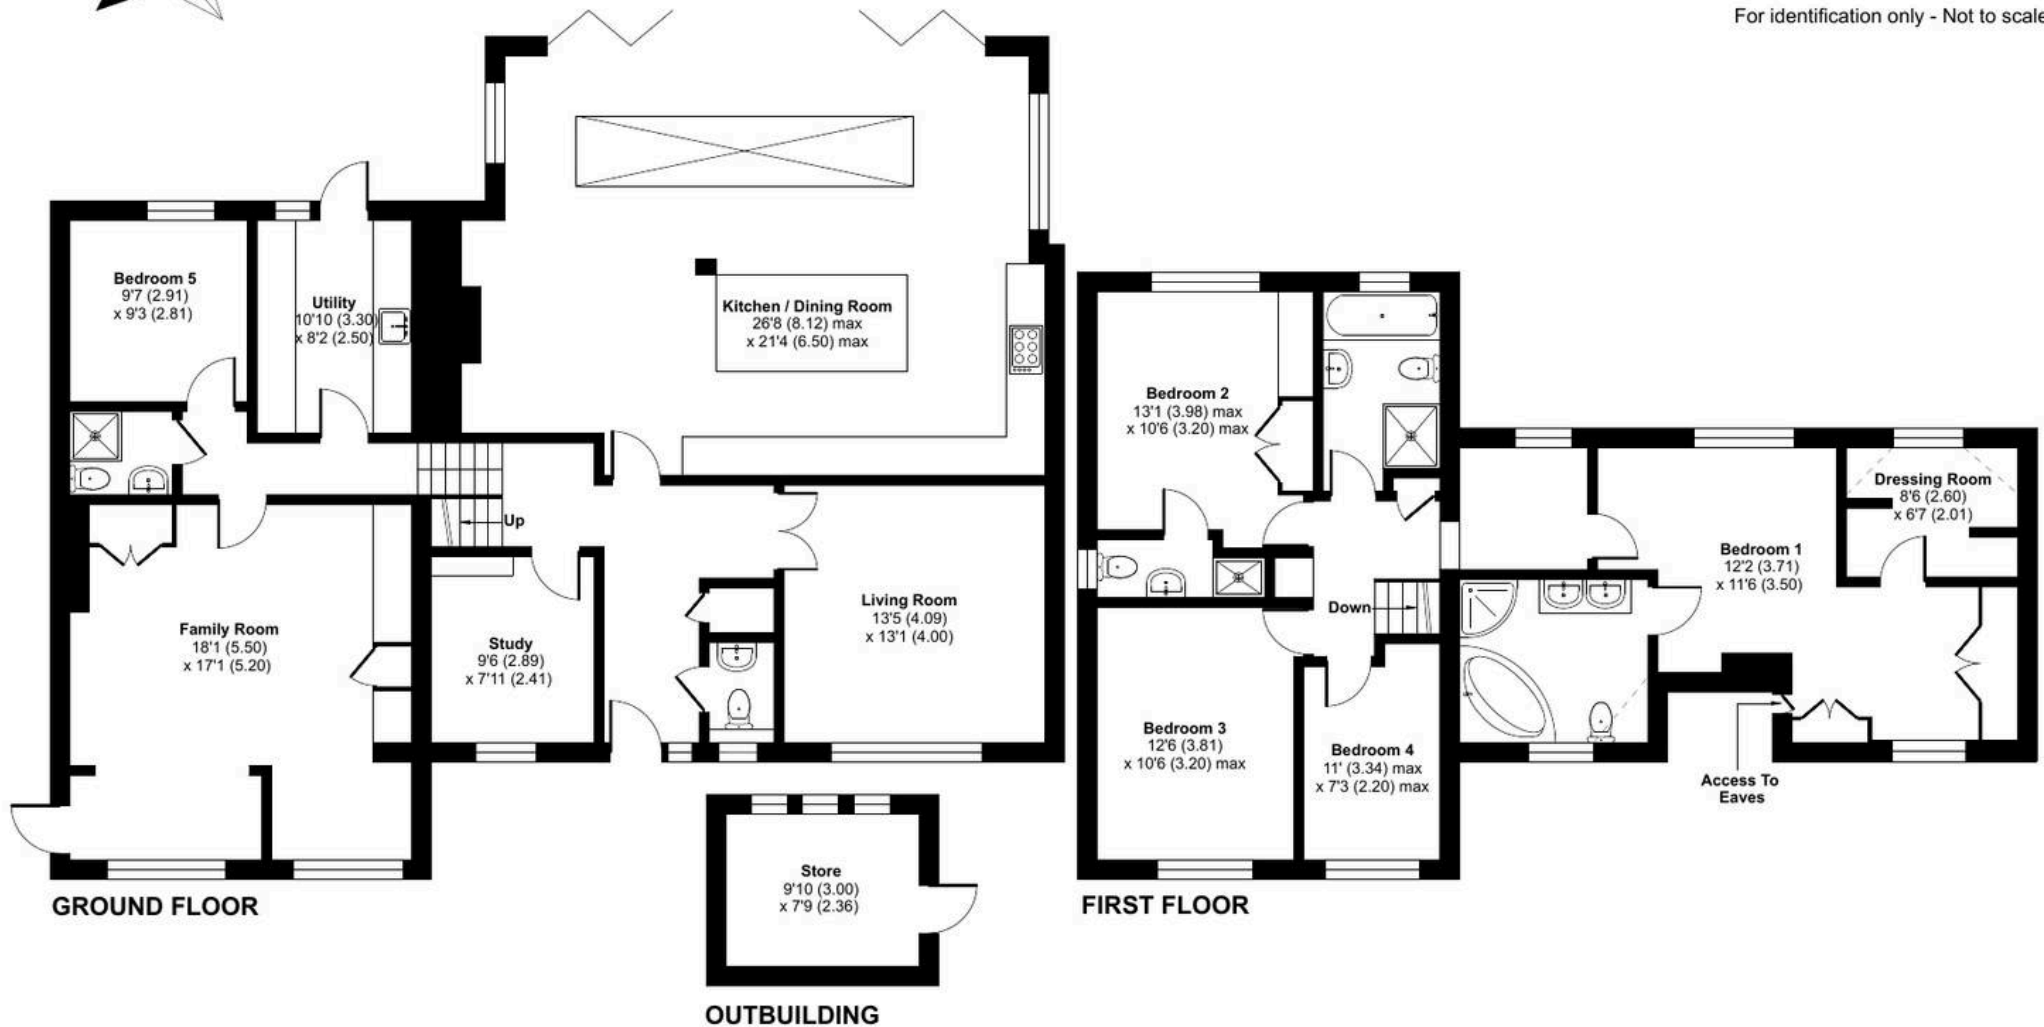 For identification only - Not to scale
Bedroom 5
9'7 (2.91)
x 9'3 (2.81)
Utility
10'10 (3.30)
x 8'2 (2.50)
Kitchen / Dining Room
26'8 (8.12) max
x 21'4 (6.50) max
Up
Family Room
18'1 (5.50)
x 17'1 (5.20)
Study
9'6 (2.89)
x 7'11 (2.41)
Living Room
13'5 (4.09)
x 13'1 (4.00)
GROUND FLOOR
Store
9'10 (3.00)
x 7'9 (2.36)
OUTBUILDING
Bedroom 2
13'1 (3.98) max
x 10'6 (3.20) max
Dressing Room
8'6 (2.60)
x 6'7 (2.01)
Bedroom 1
12'2 (3.71)
x 11'6 (3.50)
Down
Bedroom 3
12'6 (3.81)
x 10'6 (3.20) max
Bedroom 4
11' (3.34) max
x 7'3 (2.20) max
Access To
Eaves
FIRST FLOOR